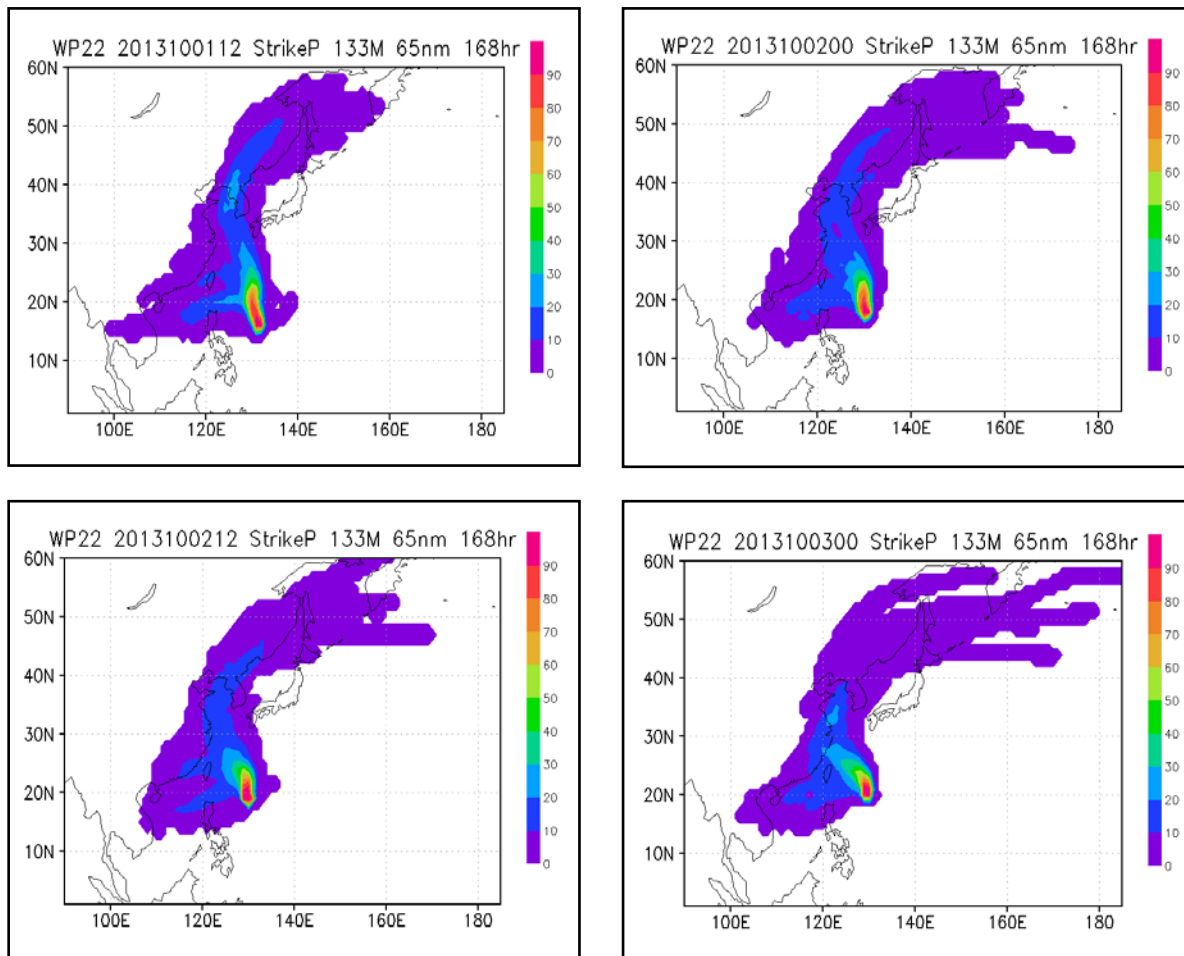 WP22 2013100112 StrikeP 133M 65nm 168hr
60N
50N
40N
30N
20N
10N
100E 120E 140E 160E 180
90
80
70
60
50
40
30
20
10
0
WP22 2013100200 StrikeP 133M 65nm 168hr
60N
50N
40N
30N
20N
10N
100E 120E 140E 160E 180
90
80
70
60
50
40
30
20
10
0
WP22 2013100212 StrikeP 133M 65nm 168hr
60N
50N
40N
30N
20N
10N
100E 120E 140E 160E 180
90
80
70
60
50
40
30
20
10
0
WP22 2013100300 StrikeP 133M 65nm 168hr
60N
50N
40N
30N
20N
10N
100E 120E 140E 160E 180
90
80
70
60
50
40
30
20
10
0